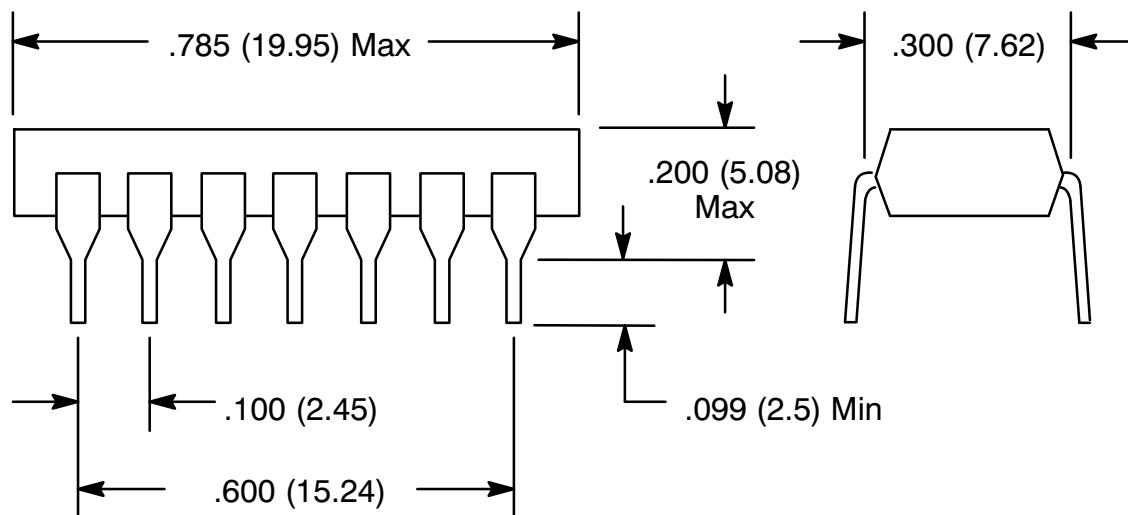 .785 (19.95) Max
.300 (7.62)
.200 (5.08)
Max
.100 (2.45)
.099 (2.5) Min
.600 (15.24)